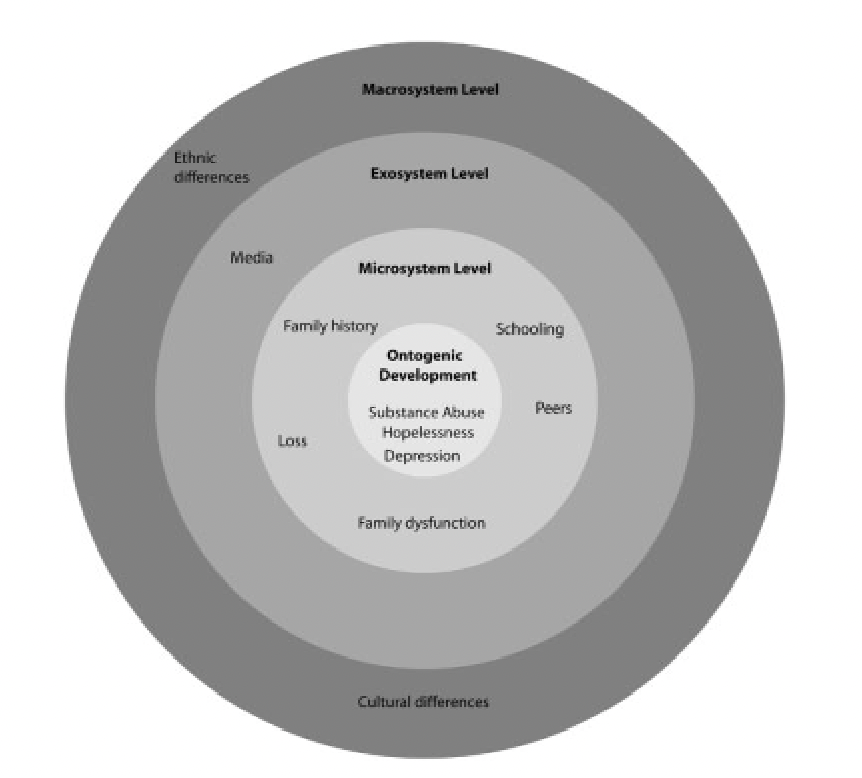 Macrosystem Level
Ethnic
differences
Exosystem Level
Media
Microsystem Level
Family history
Schooling
Ontogenic
Development
Substance Abuse
Hopelessness
Depression
Peers
Loss
Family dysfunction
Cultural differences